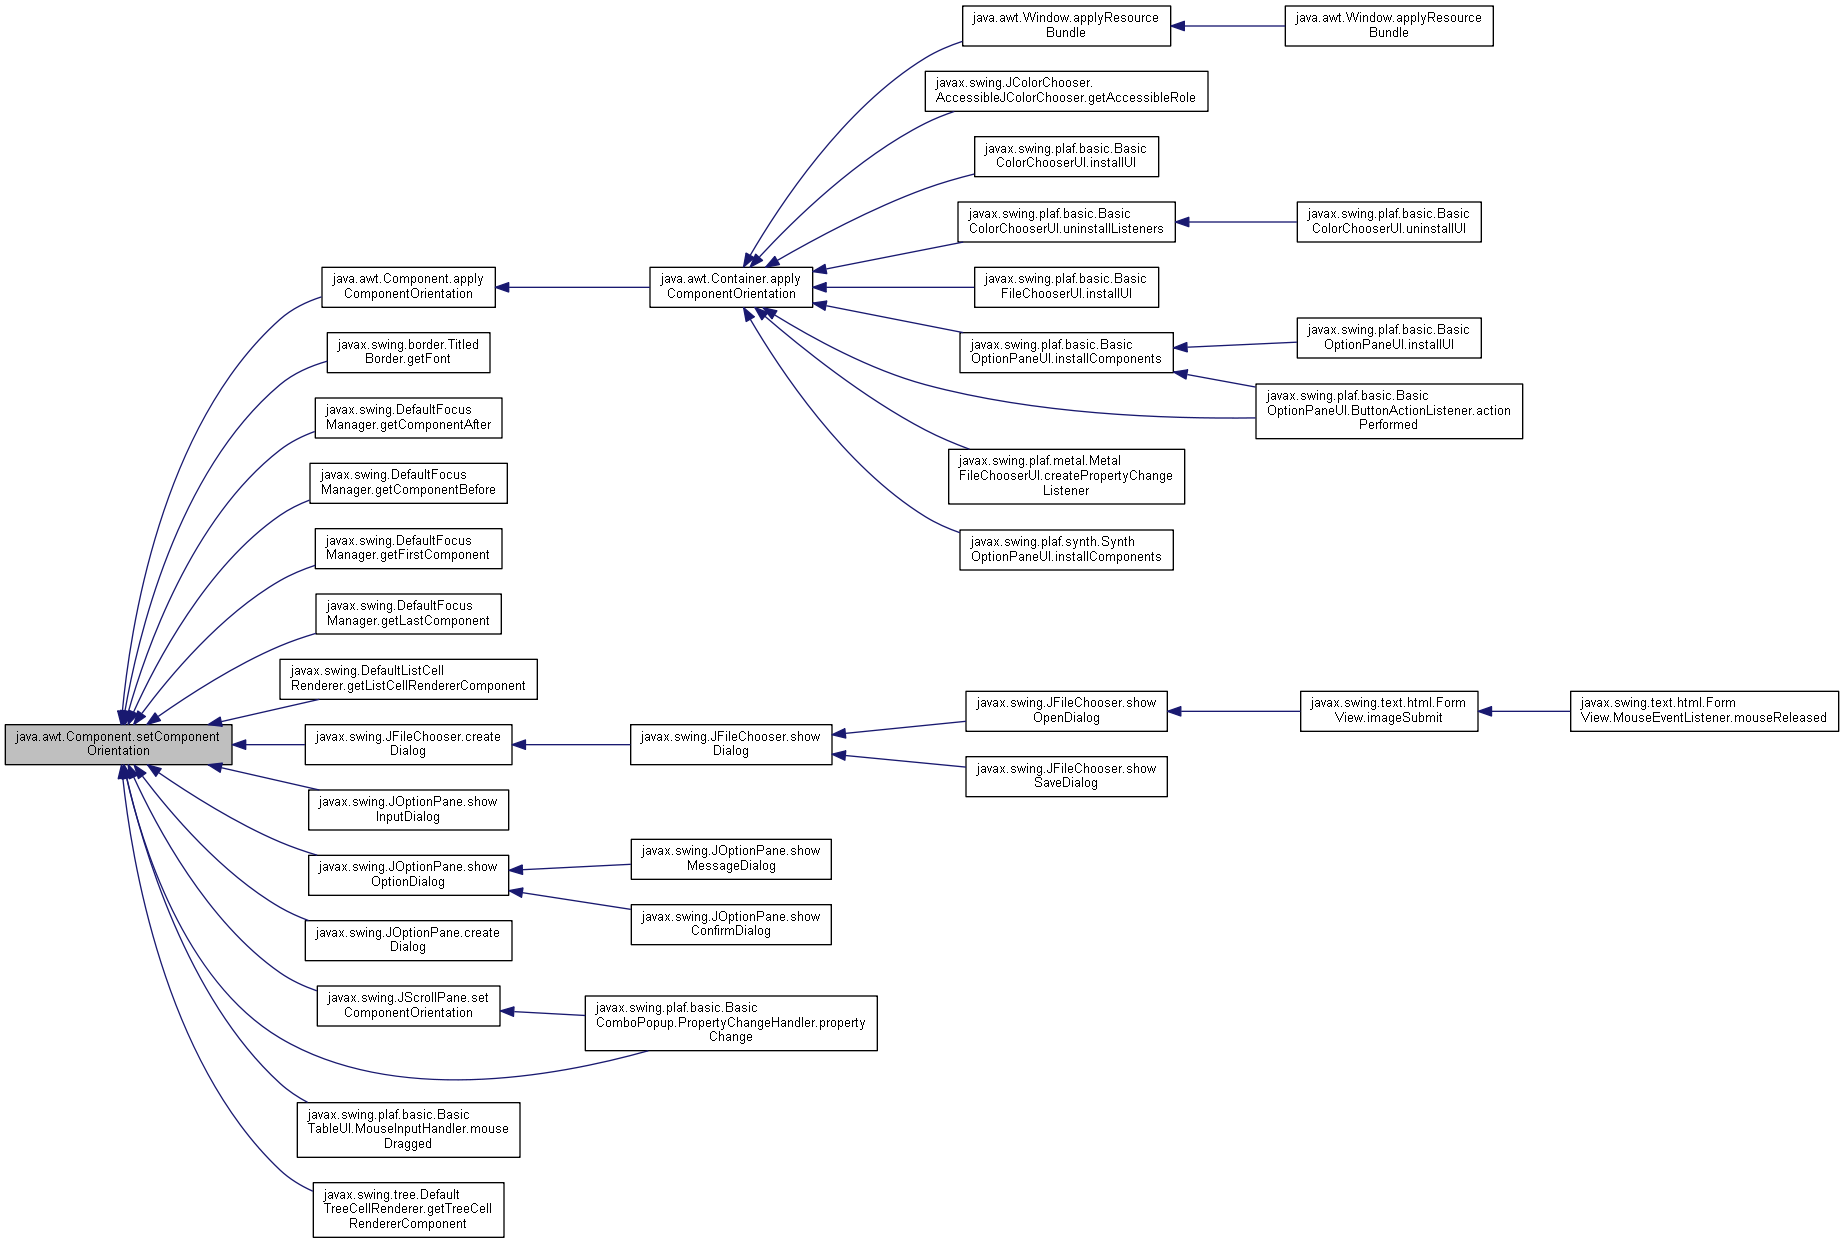 java.awt.Window.applyResource
Bundle
java.awt.Window.applyResource
Bundle
javax.swing.JColorChooser.
AccessibleJColorChooser.getAccessibleRole
javax.swing.plaf.basic.Basic
ColorChooserUI.installUI
javax.swing.plaf.basic.Basic
ColorChooserUI.uninstallListeners
javax.swing.plaf.basic.Basic
ColorChooserUI.uninstallUI
java.awt.Component.apply
ComponentOrientation
java.awt.Container.apply
ComponentOrientation
javax.swing.plaf.basic.Basic
FileChooserUI.installUI
javax.swing.border.Titled
Border.getFont
javax.swing.plaf.basic.Basic
OptionPaneUI.installComponents
javax.swing.plaf.basic.Basic
OptionPaneUI.installUI
javax.swing.plaf.basic.Basic
OptionPaneUI.ButtonActionListener.action
Performed
javax.swing.DefaultFocus
Manager.getComponentAfter
javax.swing.DefaultFocus
Manager.getComponentBefore
javax.swing.plaf.metal.Metal
FileChooserUI.createPropertyChange
Listener
javax.swing.DefaultFocus
Manager.getFirstComponent
javax.swing.plaf.synth.Synth
OptionPaneUI.installComponents
javax.swing.DefaultFocus
Manager.getLastComponent
javax.swing.DefaultListCell
Renderer.getListCellRendererComponent
java.awt.Component.setComponent
Orientation
javax.swing.JFileChooser.create
Dialog
javax.swing.JFileChooser.show
Dialog
javax.swing.JFileChooser.show
OpenDialog
javax.swing.text.html.Form
View.imageSubmit
javax.swing.text.html.Form
View.MouseEventListener.mouseReleased
javax.swing.JFileChooser.show
SaveDialog
javax.swing.JOptionPane.show
InputDialog
javax.swing.JOptionPane.show
OptionDialog
javax.swing.JOptionPane.show
MessageDialog
javax.swing.JOptionPane.show
ConfirmDialog
javax.swing.JOptionPane.create
Dialog
javax.swing.JScrollPane.set
ComponentOrientation
javax.swing.plaf.basic.Basic
ComboPopup.PropertyChangeHandler.property
Change
javax.swing.plaf.basic.Basic
TableUI.MouseInputHandler.mouse
Dragged
javax.swing.tree.Default
TreeCellRenderer.getTreeCell
RendererComponent